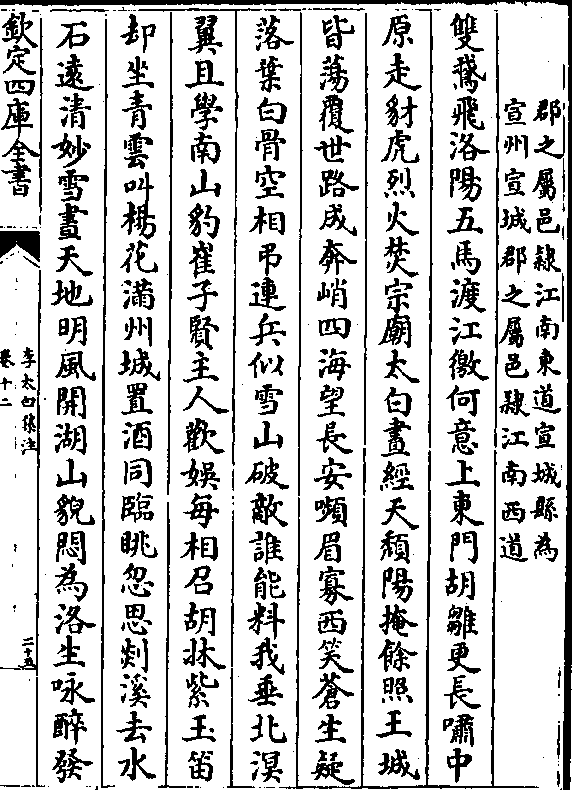 郡之屬邑隸江南東道宣城縣為
宣州宣城郡之屬邑隸江南西道
雙鵞飛洛陽五馬渡江徼何意上東門胡雛更長嘯中
原走豺虎烈火焚宗廟太白晝經天頹陽掩餘照王城
皆蕩覆世路成奔峭四海望長安嚬眉寡西笑蒼生疑
落葉白骨空相弔連兵似雪山破敵誰能料我垂北溟
翼且學南山豹崔子賢主人歡娛每相召胡牀紫玉笛
却坐青雲叫楊花滿州城置酒同臨眺忽思剡溪去水
石遠清妙雪晝天地明風開湖山貌悶為洛生咏醉發
欽定四庫全書
李太白集注
卷十二
二十五